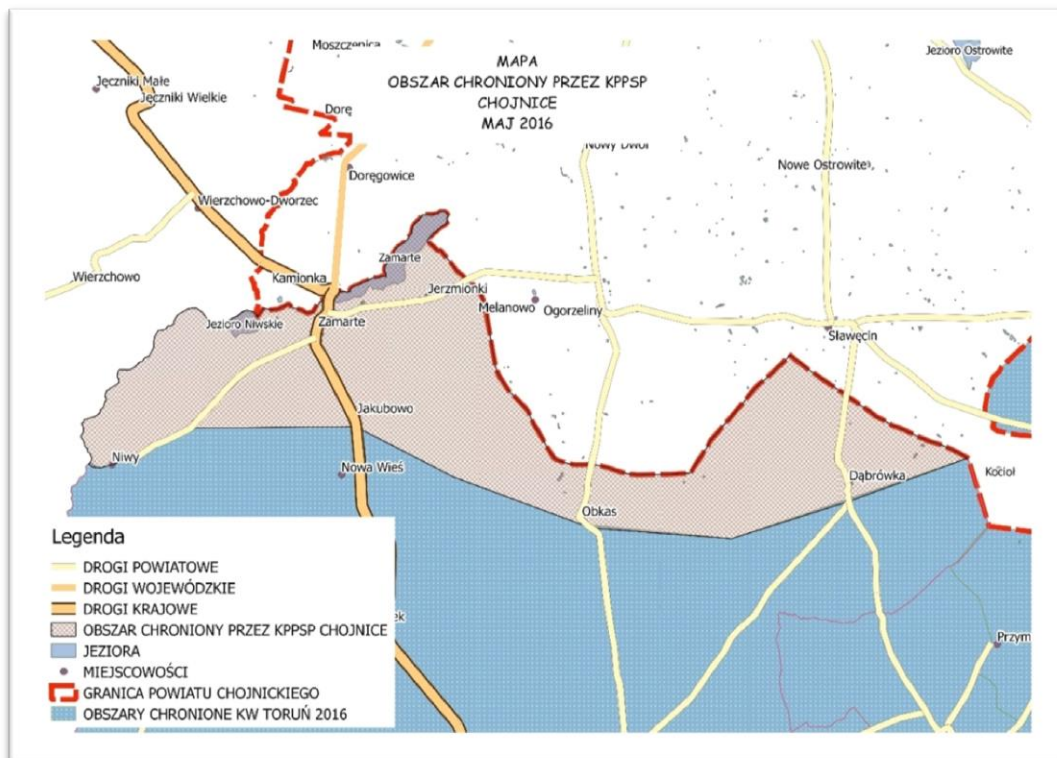 Moszczenica
MAPA
OBSZAR CHRONIONY PRZEZ KPPSP
CHOJNICE
MAJ 2016
Jezioro Ostrowite
Jęczniki Małe
Jęczniki Wielkie
Dorę
Nowy Dwór
Doręgowice
Nowe Ostrowite
Wierzchowo-Dworzec
Wierzchowo
Zamarte
Kamionka
Jerzmionki
Melanowo
Ogorzeliny
Jezioro Niwskie
Zamarte
Sławęcin
Jakubowo
Niwy
Nowa Wieś
Dąbrówka
Kocioł
Obkas
Legenda
DROGI POWIATOWE
DROGI WOJEWÓDZKIE
DROGI KRAJOWE
OBSZAR CHRONIONY PRZEZ KPPSP CHOJNICE
JEZIORA
MIEJSCOWOŚCI
GRANICA POWIATU CHOJNICKIEGO
OBSZARY CHRONIONE KW TORUŃ 2016
ek
Przym